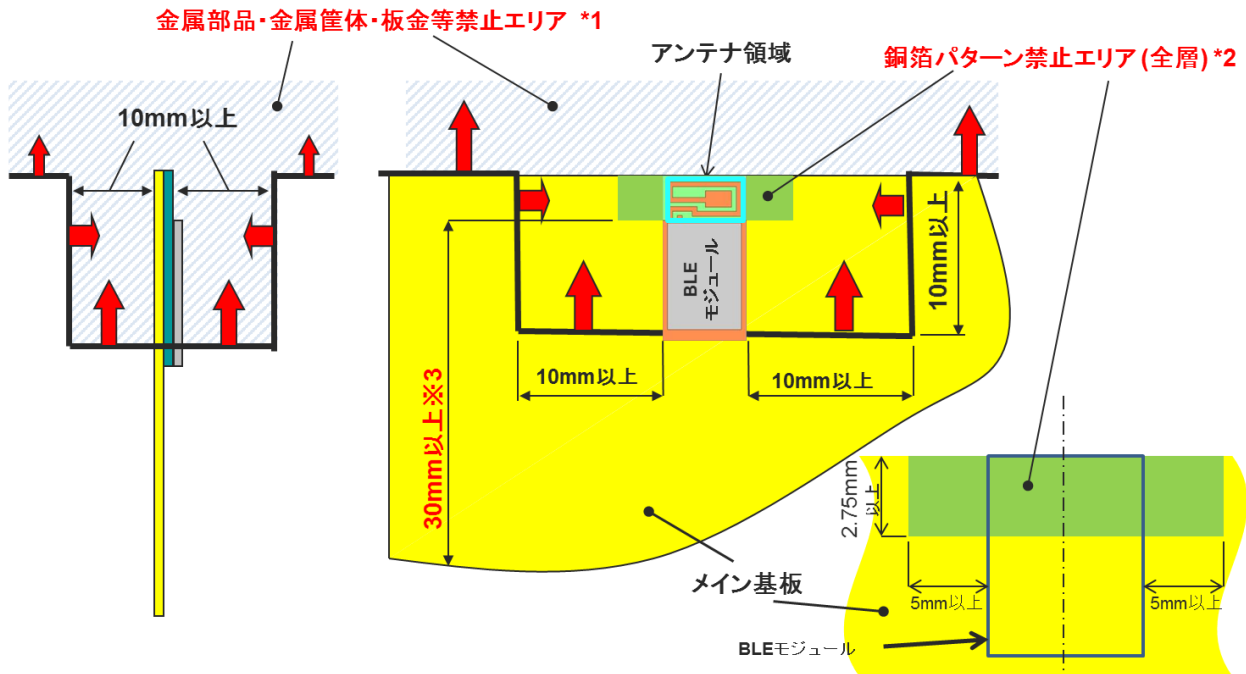 金属部品・金属筐体・板金等禁止エリア *1
アンテナ領域
銅箔パターン禁止エリア(全層)*2
10mm以上
10mm以上
BLE
モジュール
10mm以上
10mm以上
30mm以上※3
メイン基板
2.75mm
以上
5mm以上
5mm以上
BLEモジュール